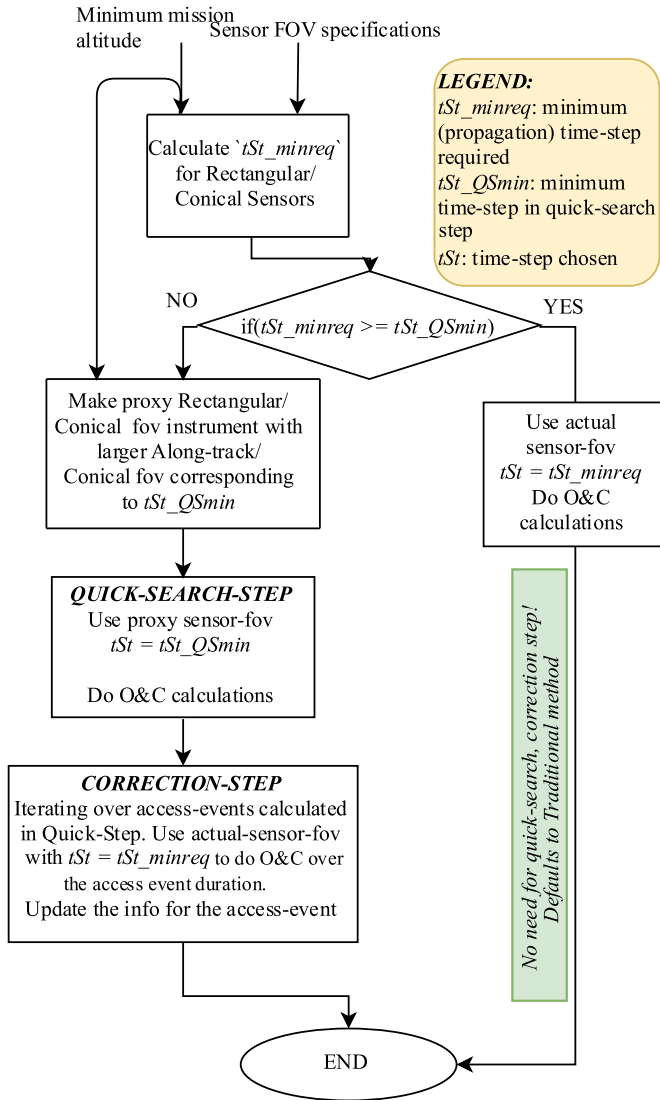 Minimum mission
altitude
Sensor FOV specifications
LEGEND:
tSt_minreq: minimum
(propagation) time-step
required
tSt_QSmin: minimum
time-step in quick-search
step
tSt: time-step chosen
Calculate `tSt_minreq`
for Rectangular/
Conical Sensors
NO
YES
if(tSt_minreq >= tSt_QSmin)
Make proxy Rectangular/
Conical fov instrument with
larger Along-track/
Conical fov corresponding
to tSt_QSmin
Use actual
sensor-fov
tSt = tSt_minreq
Do O&C
calculations
QUICK-SEARCH-STEP
Use proxy sensor-fov
tSt = tSt_QSmin
Do O&C calculations
No need for quick-search, correction step!
Defaults to Traditional method
CORRECTION-STEP
Iterating over access-events calculated
in Quick-Step. Use actual-sensor-fov
with tSt = tSt_minreq to do O&C over
the access event duration.
Update the info for the access-event
END